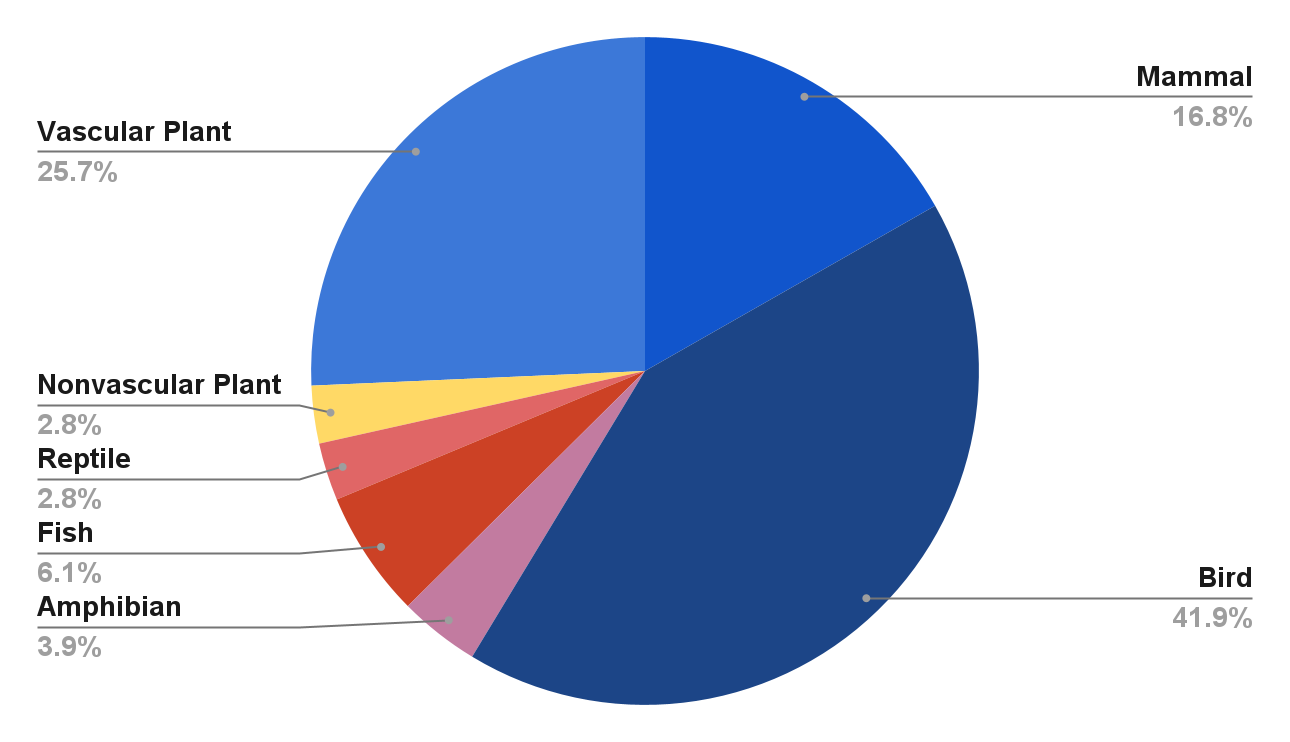 Mammal
16.8%
Vascular Plant
25.7%
Nonvascular Plant
2.8%
Reptile
2.8%
Fish
6.1%
Amphibian
3.9%
Bird
41.9%